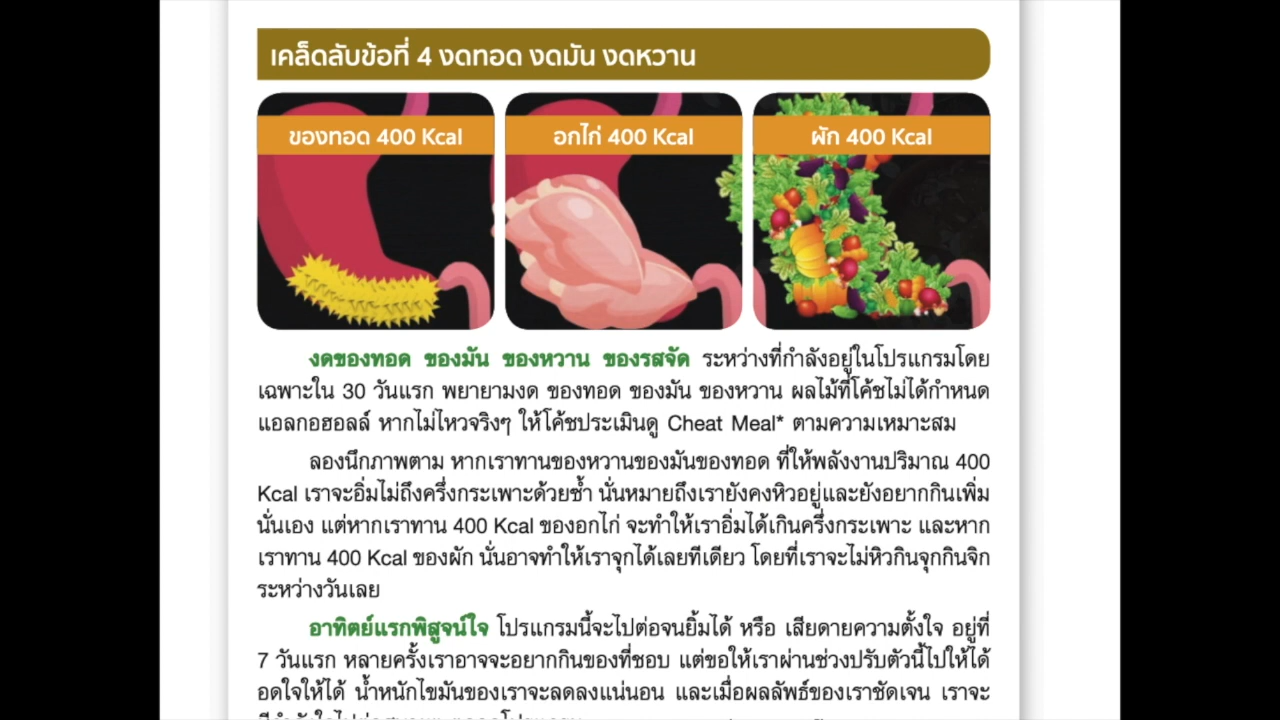 เคล็ดลับข้อที่ 4 งดทอด งดมัน งดหวาน
ของทอด 400 Kcal
อกไก่ 400 Kcal
ผัก 400 Kcal
งดของทอด ของมัน ของหวาน ของรสจัด ระหว่างที่กำลังอยู่ในโปรแกรมโดย
เฉพาะใน 30 วันแรก พยายามงด ของทอด ของมัน ของหวาน ผลไม้ที่โค้ชไม่ได้กำหนด
แอลกอฮอลล์ หากไม่ไหวจริงๆ ให้โค้ชประเมินดู Cheat Meal* ตามความเหมาะสม
ลองนึกภาพตาม หากเราทานของหวานของมันของทอด ที่ให้พลังงานปริมาณ 400
Kcal เราจะอิ่มไม่ถึงครึ่งกระเพาะด้วยซ้ำ นั่นหมายถึงเรายังคงหิวอยู่และยังอยากกินเพิ่ม
นั่นเอง แต่หากเราทาน 400 Kcal ของอกไก่ จะทำให้เราอิ่มได้เกินครึ่งกระเพาะ และหาก
เราทาน 400 Kcal ของผัก นั่นอาจทำให้เราจุกได้เลยทีเดียว โดยที่เราจะไม่หิวกินจุกกินจิก
ระหว่างวันเลย
อาทิตย์แรกพิสูจน์ใจ โปรแกรมนี้จะไปต่อจนยิ้มได้ หรือ เสียดายความตั้งใจ อยู่ที่
7 วันแรก หลายครั้งเราอาจจะอยากกินของที่ชอบ แต่ขอให้เราผ่านช่วงปรับตัวนี้ไปให้ได้
อดใจให้ได้ น้ำหนักไขมันของเราจะลดลงแน่นอน และเมื่อผลลัพธ์ของเราชัดเจน เราจะ